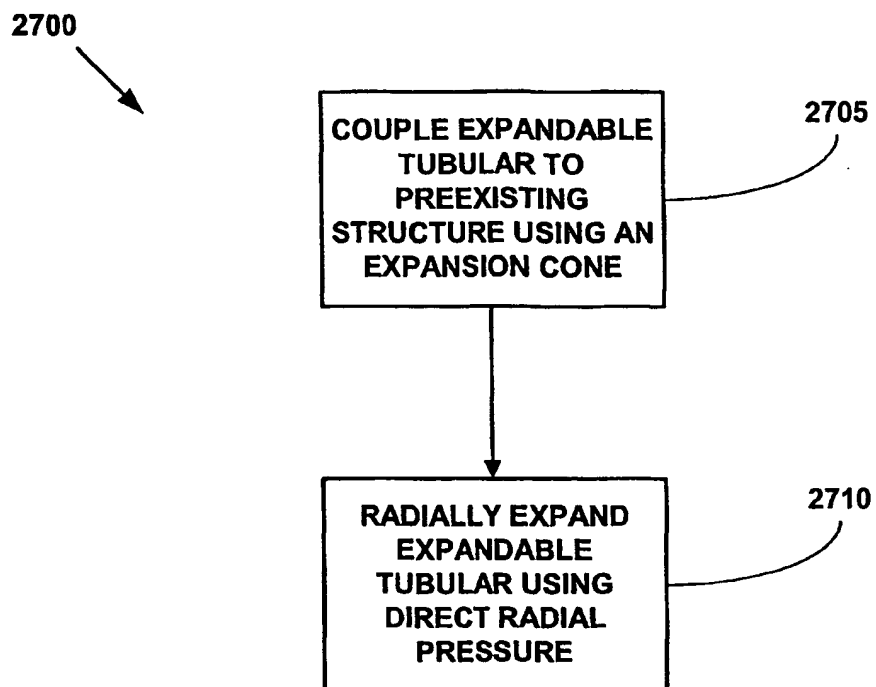 2700
2705
COUPLE EXPANDABLE
TUBULAR TO
PREEXISTING
STRUCTURE USING AN
EXPANSION CONE
2710
RADIALLY EXPAND
EXPANDABLE
TUBULAR USING
DIRECT RADIAL
PRESSURE